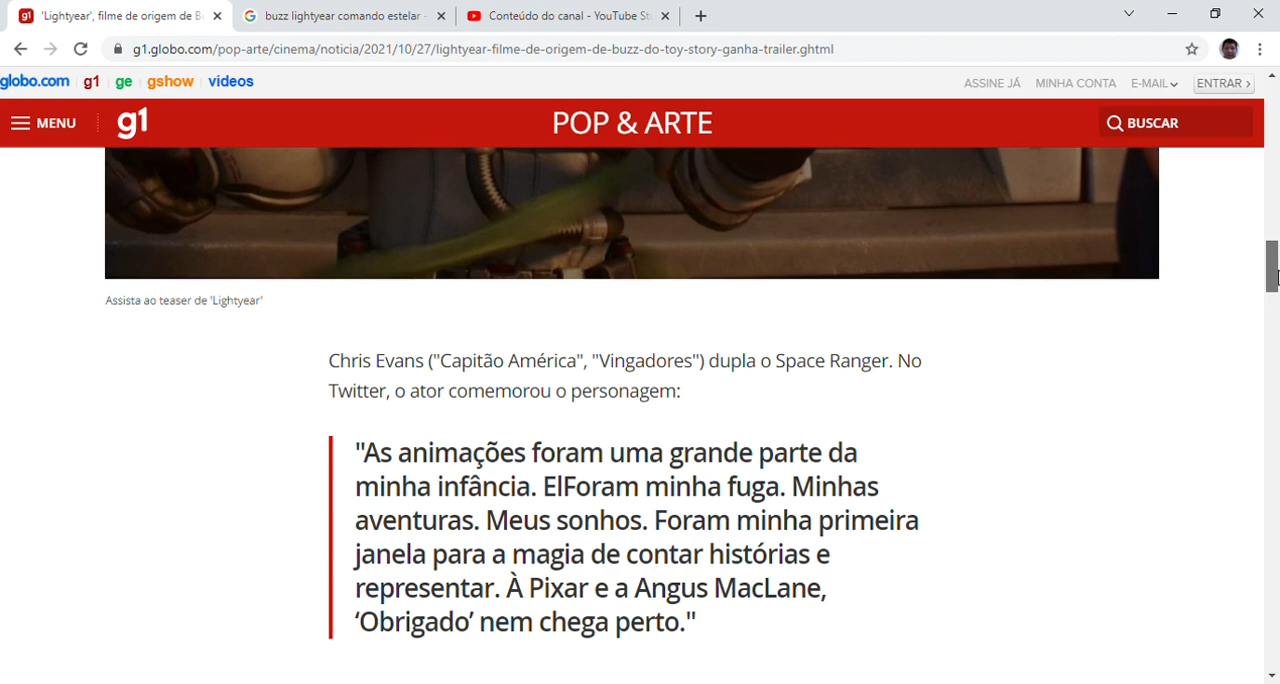 'Lightyear', filme de origem de B
buzz lightyear comando estelar -
Conteúdo do canal - YouTube St
g1.globo.com/pop-arte/cinema/noticia/2021/10/27/lightyear-filme-de-origem-de-buzz-do-toy-story-ganha-trailer.ghtml
globo.com g1 ge gshow videos
ASSINE JÁ MINHA CONTA E-MAIL ENTRAR ›
MENU g1 POP & ARTE BUSCAR
Assista ao teaser de 'Lightyear'
Chris Evans ("Capitão América", "Vingadores") dupla o Space Ranger. No
Twitter, o ator comemorou o personagem:
"As animações foram uma grande parte da
minha infância. ElForam minha fuga. Minhas
aventuras. Meus sonhos. Foram minha primeira
janela para a magia de contar histórias e
representar. À Pixar e a Angus MacLane,
‘Obrigado’ nem chega perto."